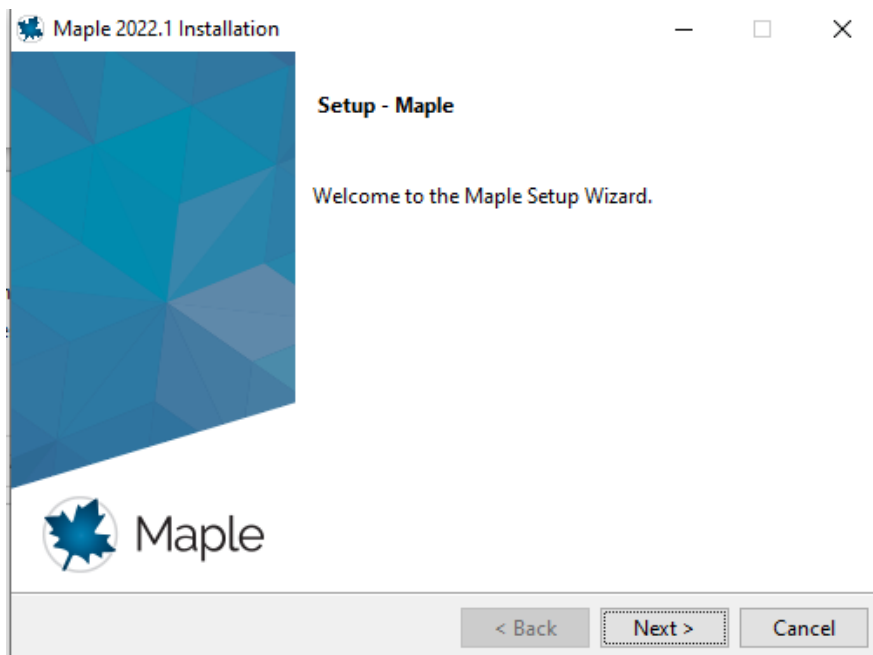 Maple 2022.1 Installation
Setup - Maple
Welcome to the Maple Setup Wizard.
Maple
< Back Next > Cancel